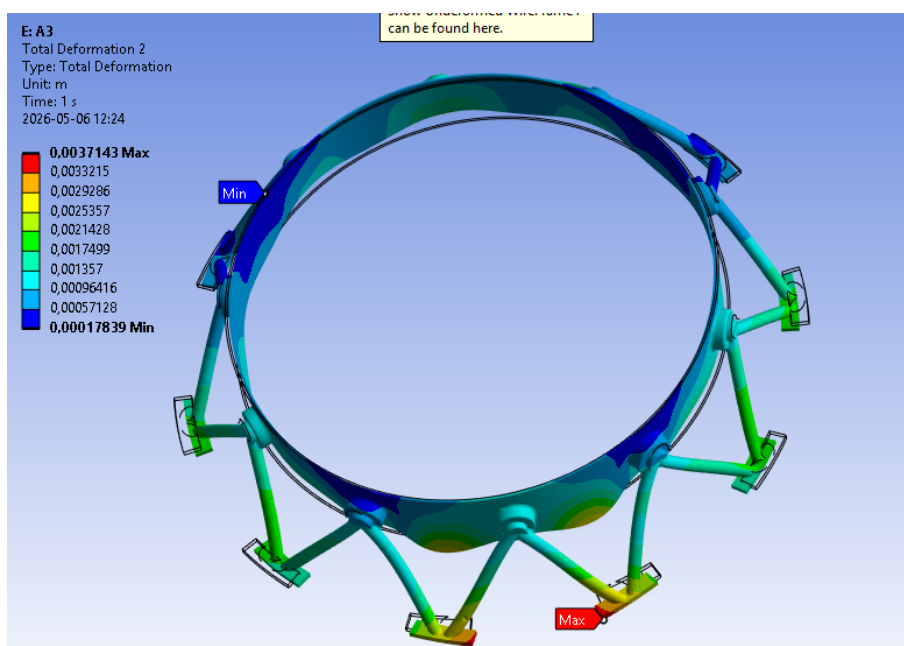 can be found here.
E: A3
Total Deformation 2
Type: Total Deformation
Unit: m
Time: 1 s
2026-05-06 12:24
0,0037143 Max
0,0033215
0,0029286
0,0025357
0,0021428
0,0017499
0,001357
0,00096416
0,00057128
0,00017839 Min
Min
Max